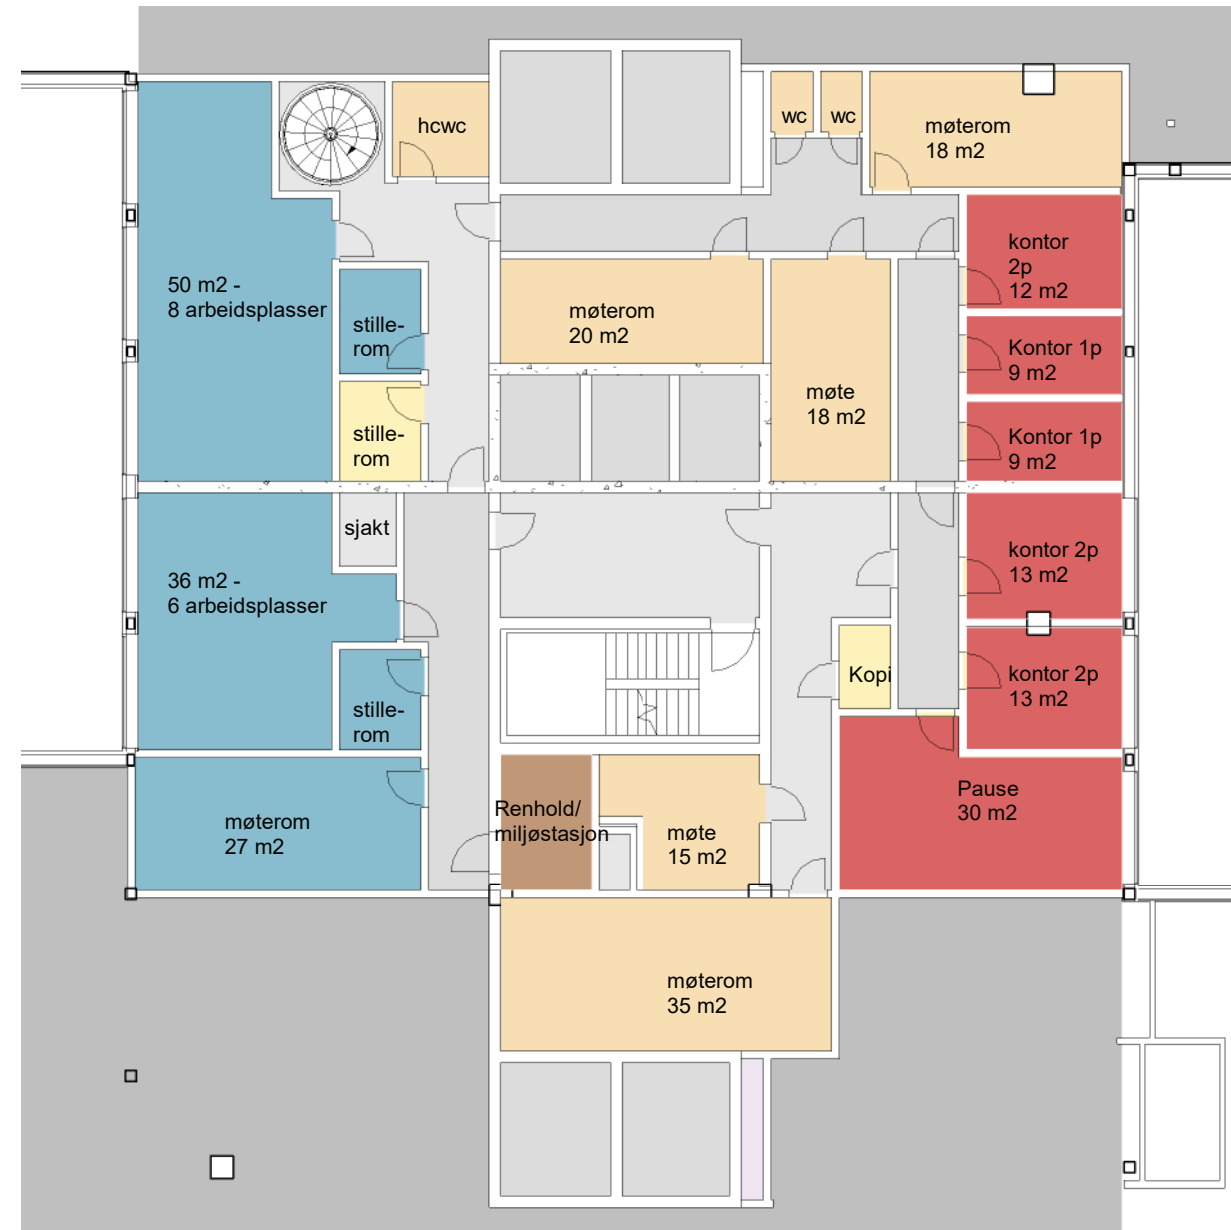 hcwc
wc
wc
møterom
18 m2
kontor
2p
12 m2
50 m2 -
8 arbeidsplasser
stille-
rom
møterom
20 m2
Kontor 1p
9 m2
møte
18 m2
stille-
rom
Kontor 1p
9 m2
sjakt
36 m2 -
6 arbeidsplasser
kontor 2p
13 m2
Kopi
kontor 2p
13 m2
stille-
rom
Renhold/
miljøstasjon
møterom
27 m2
møte
15 m2
Pause
30 m2
møterom
35 m2